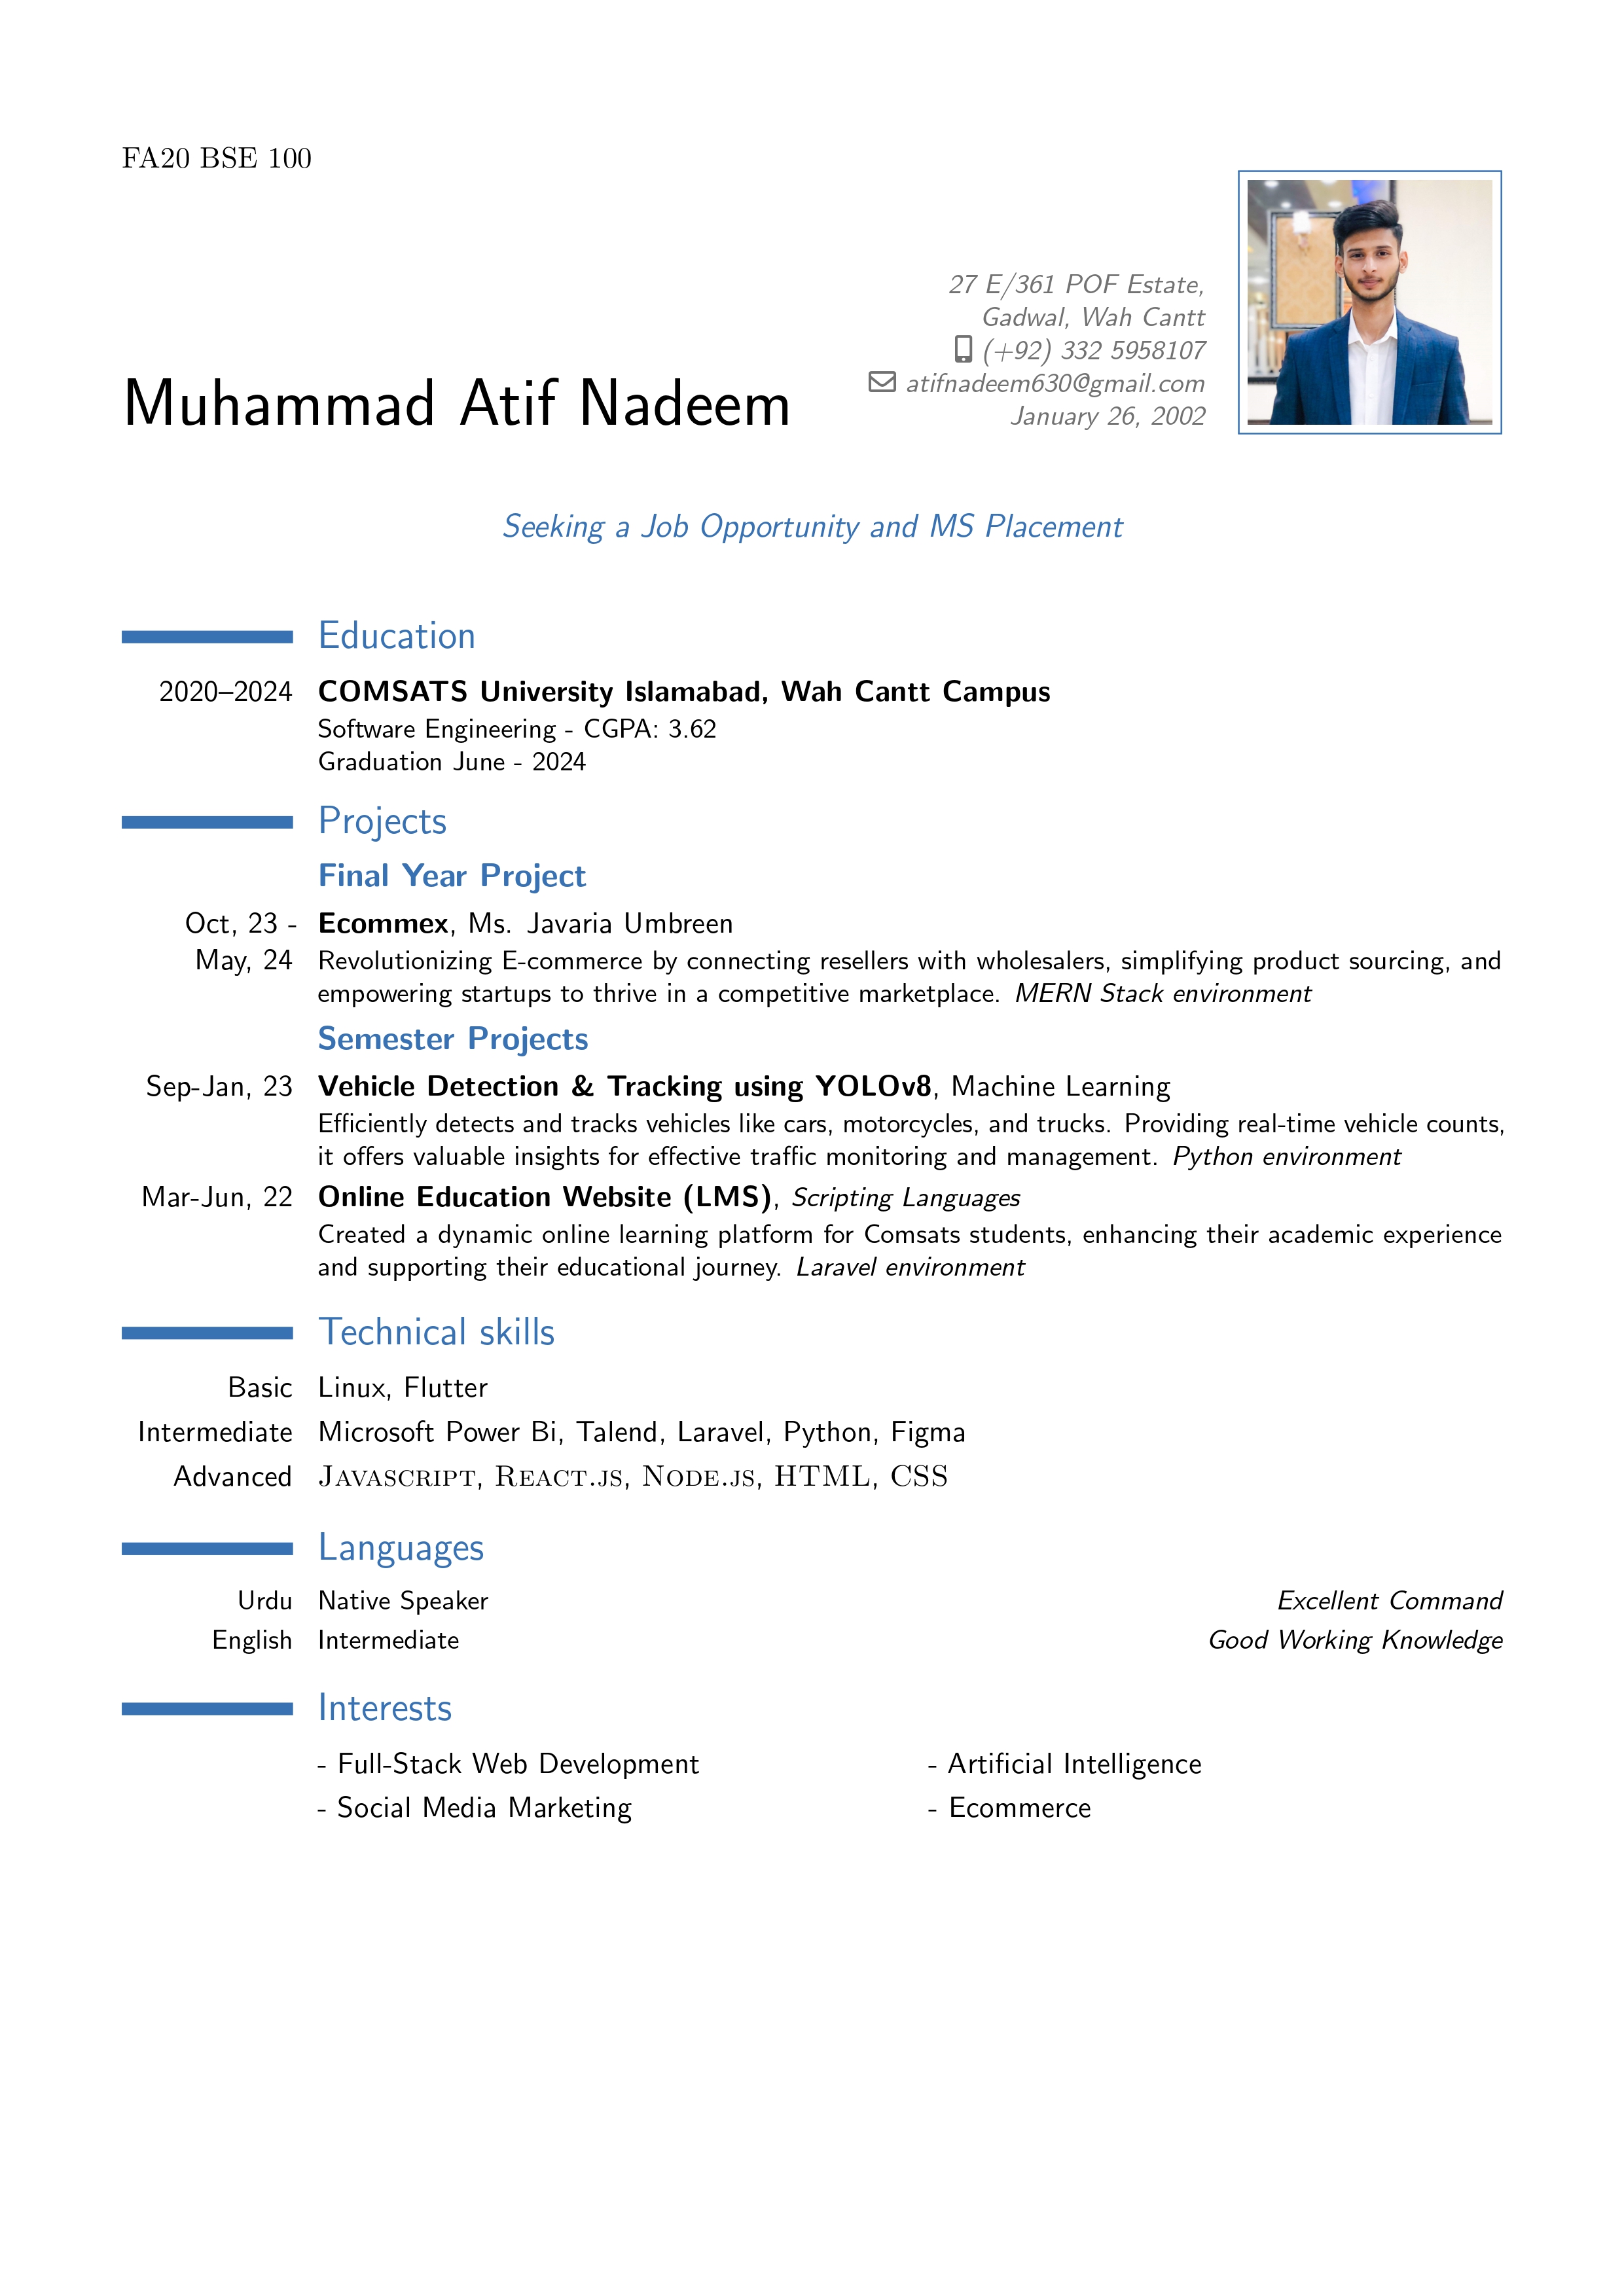 FA20 BSE 100
Muhammad Atif Nadeem
27 E/361 POF Estate,
Gadwal, Wah Cantt
(+92) 332 5958107
atifnadeem630@gmail.com
January 26, 2002
Seeking a Job Opportunity and MS Placement
Education
2020–2024 COMSATS University Islamabad, Wah Cantt Campus
Software Engineering - CGPA: 3.62
Graduation June - 2024
Projects
Final Year Project
Oct, 23 - Ecommex, Ms. Javaria Umbreen
May, 24 Revolutionizing E-commerce by connecting resellers with wholesalers, simplifying product sourcing, and
empowering startups to thrive in a competitive marketplace. MERN Stack environment
Semester Projects
Sep-Jan, 23 Vehicle Detection & Tracking using YOLOv8, Machine Learning
Efficiently detects and tracks vehicles like cars, motorcycles, and trucks. Providing real-time vehicle counts,
it offers valuable insights for effective traffic monitoring and management. Python environment
Mar-Jun, 22 Online Education Website (LMS), Scripting Languages
Created a dynamic online learning platform for Comsats students, enhancing their academic experience
and supporting their educational journey. Laravel environment
Technical skills
Basic Linux, Flutter
Intermediate Microsoft Power Bi, Talend, Laravel, Python, Figma
Advanced Javascript, React.js, Node.js, HTML, CSS
Languages
Urdu Native Speaker Excellent Command
English Intermediate Good Working Knowledge
Interests
- Full-Stack Web Development - Artificial Intelligence
- Social Media Marketing - Ecommerce